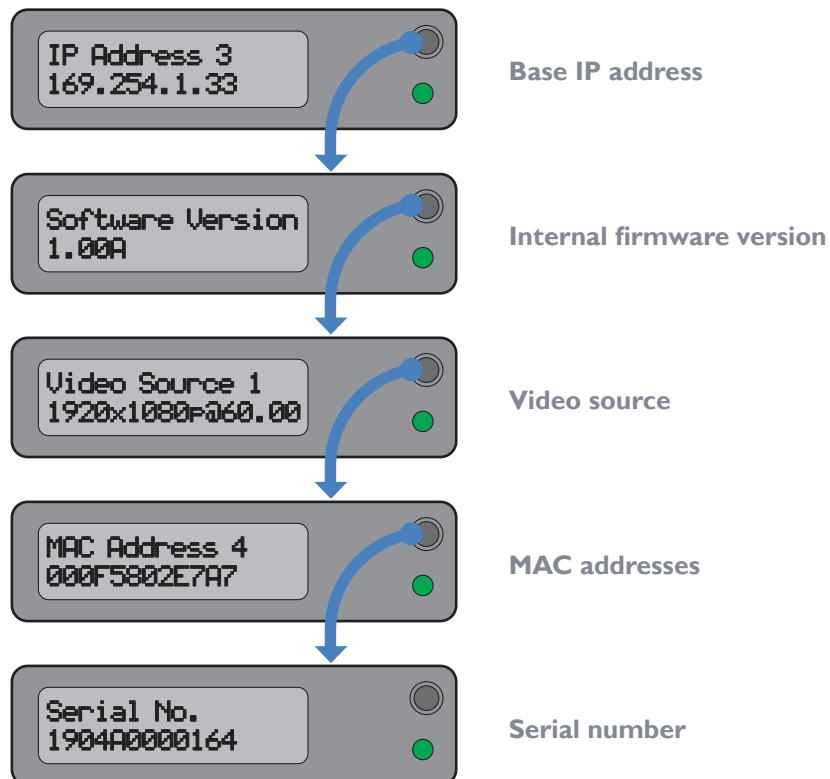 IP Address 3
169.254.1.33
Base IP address
Software Version
1.00A
Internal firmware version
Video Source 1
1920x1080p@60.00
Video source
MAC Address 4
000F5802E7A7
MAC addresses
Serial No.
1904A0000164
Serial number